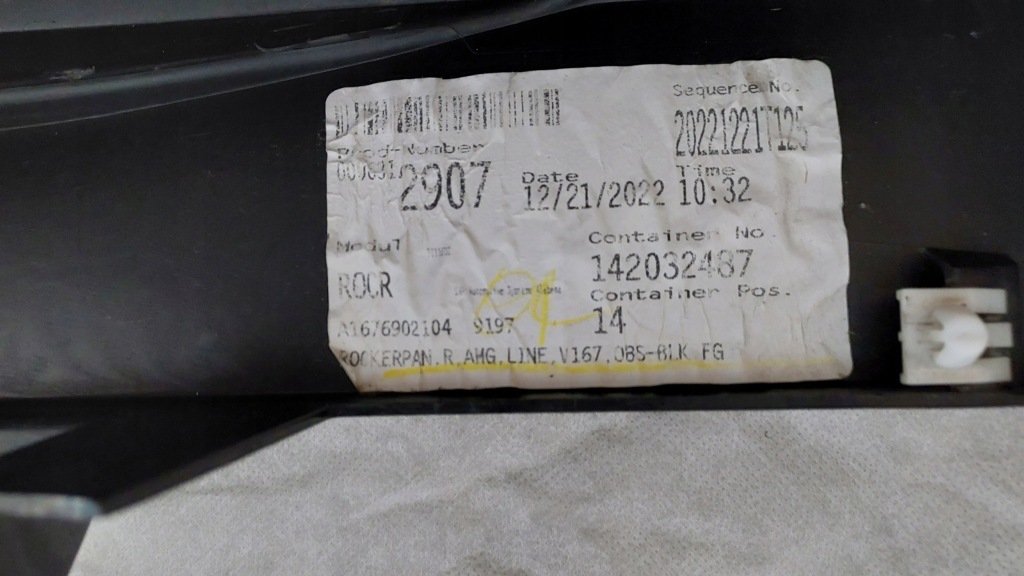 Sequence No.
20221221T125
Prod-Number
2907
Date
Time
12/21/2022 10:32
Modul
Container No.
142032487
ROCR
Container Pos.
14
A1676902104 9197
ROCKERPAN.R.AMG.LINE.V167.OBS-BLK FG